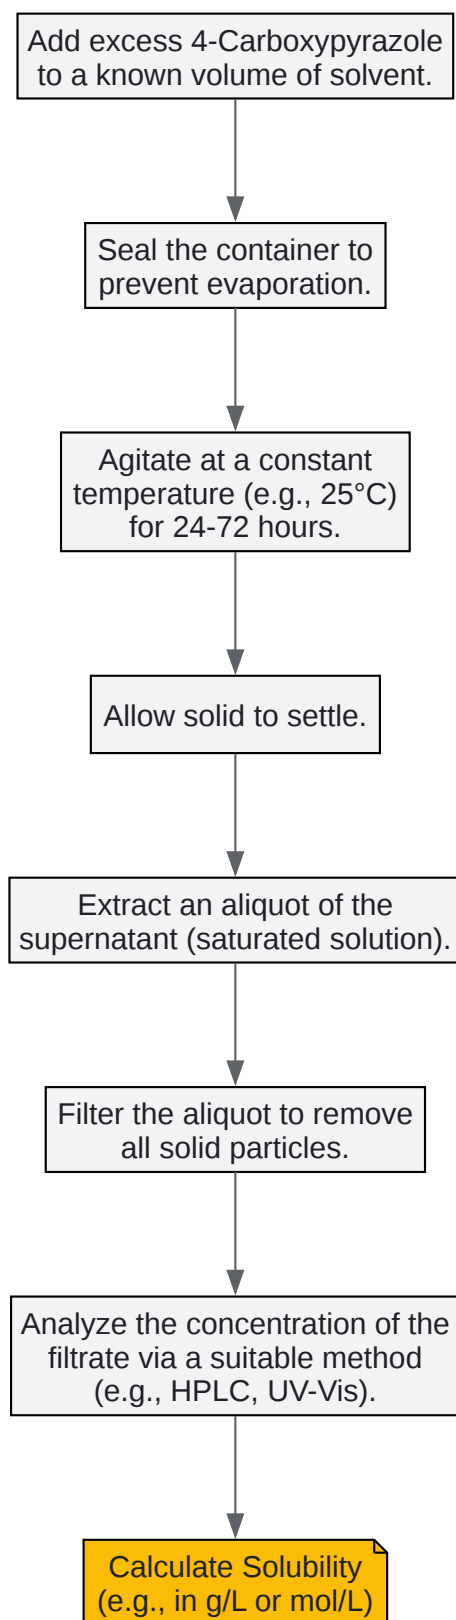 Add excess 4-Carboxypyrazole
to a known volume of solvent.
Seal the container to
prevent evaporation.
Agitate at a constant
temperature (e.g., 25°C)
for 24-72 hours.
Allow solid to settle.
Extract an aliquot of the
supernatant (saturated solution).
Filter the aliquot to remove
all solid particles.
Analyze the concentration of the
filtrate via a suitable method
(e.g., HPLC, UV-Vis).
Calculate Solubility
(e.g., in g/L or mol/L)